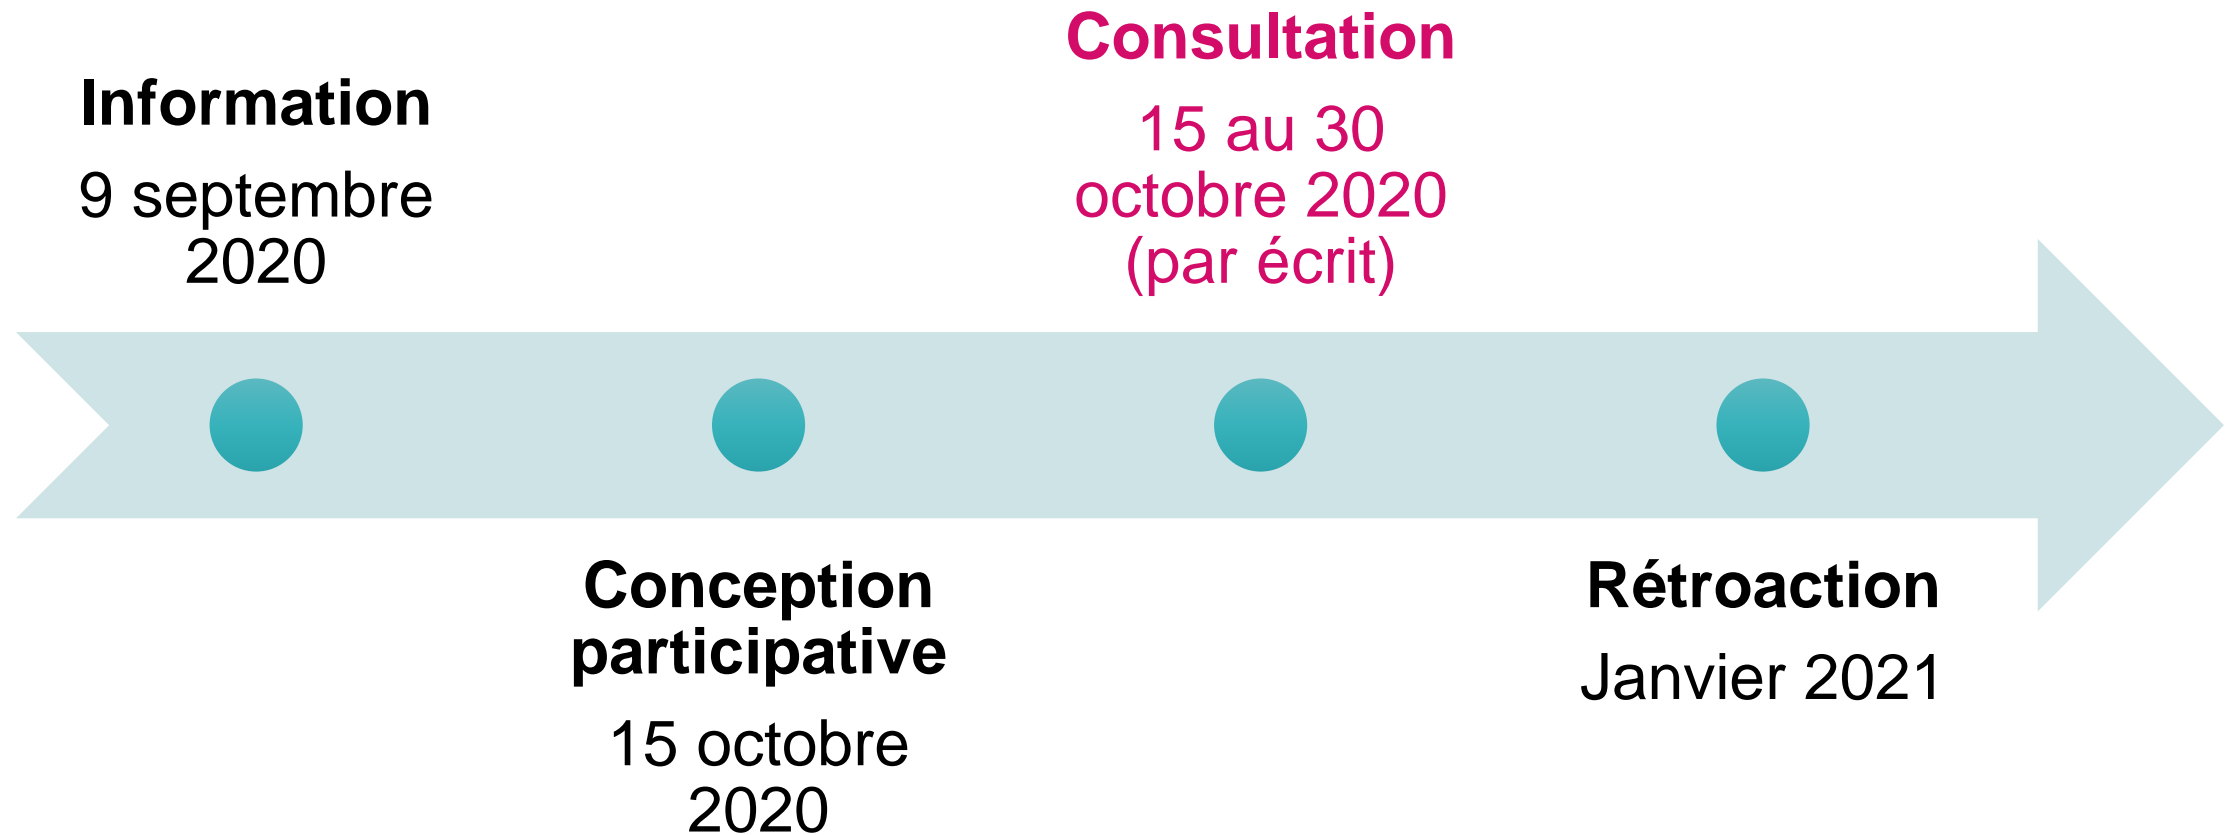 Information
9 septembre
2020
Conception
participative
15 octobre
2020
Consultation
15 au 30
octobre 2020
(par écrit)
Rétroaction
Janvier 2021